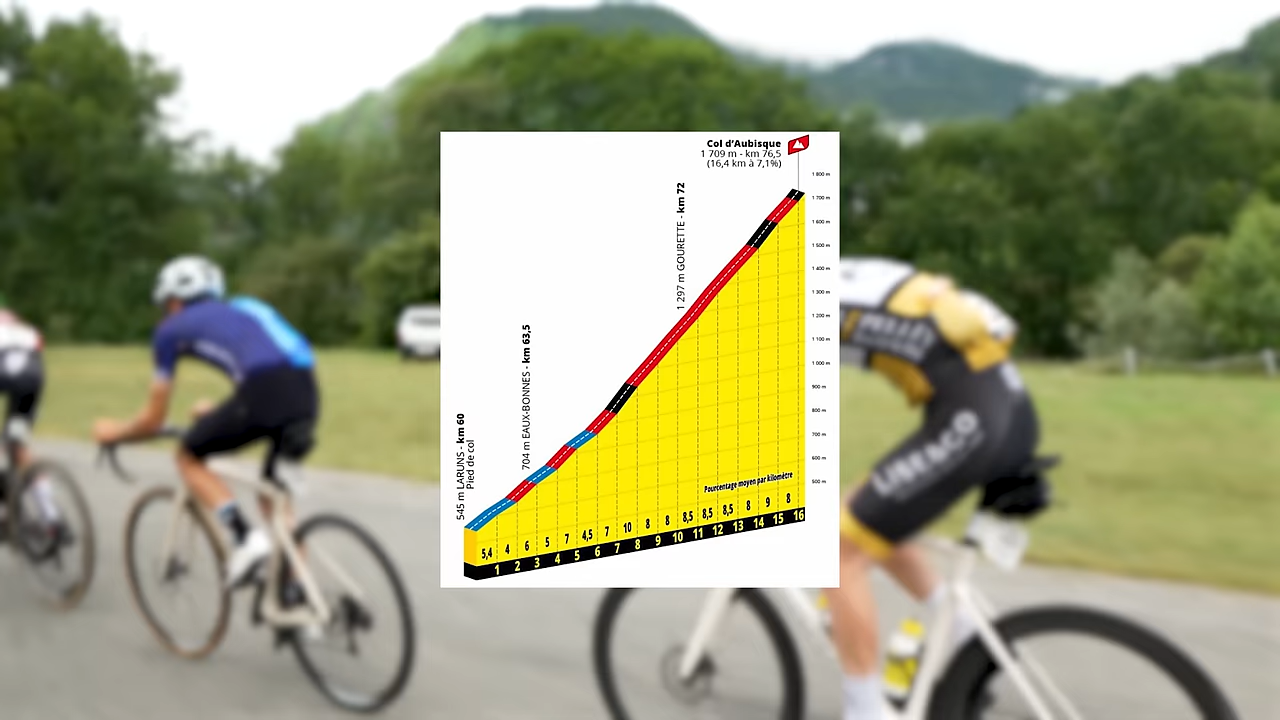 Col d'Aubisque
1 709 m - km 76,5
(16,4 km à 7,1%)
1 297 m GOURETTE - km 72
704 m EAUX-BONNES - km 63,5
545 m LARUNS - km 60
Pied de col
1 800 m
1 700 m
1 600 m
1 500 m
1 400 m
1 300 m
1 200 m
1 100 m
1 000 m
900 m
800 m
700 m
600 m
500 m
Pourcentage moyen par kilomètre
5,4 4 6 5 7 4,5 7 10 8 8 8,5 8,5 8,5 8 9 8
1 2 3 4 5 6 7 8 9 10 11 12 13 14 15 16
LIBESCO